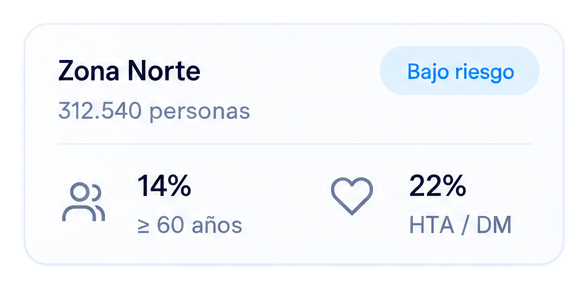 Zona Norte
Bajo riesgo
312.540 personas
14%
≥ 60 años
22%
HTA / DM